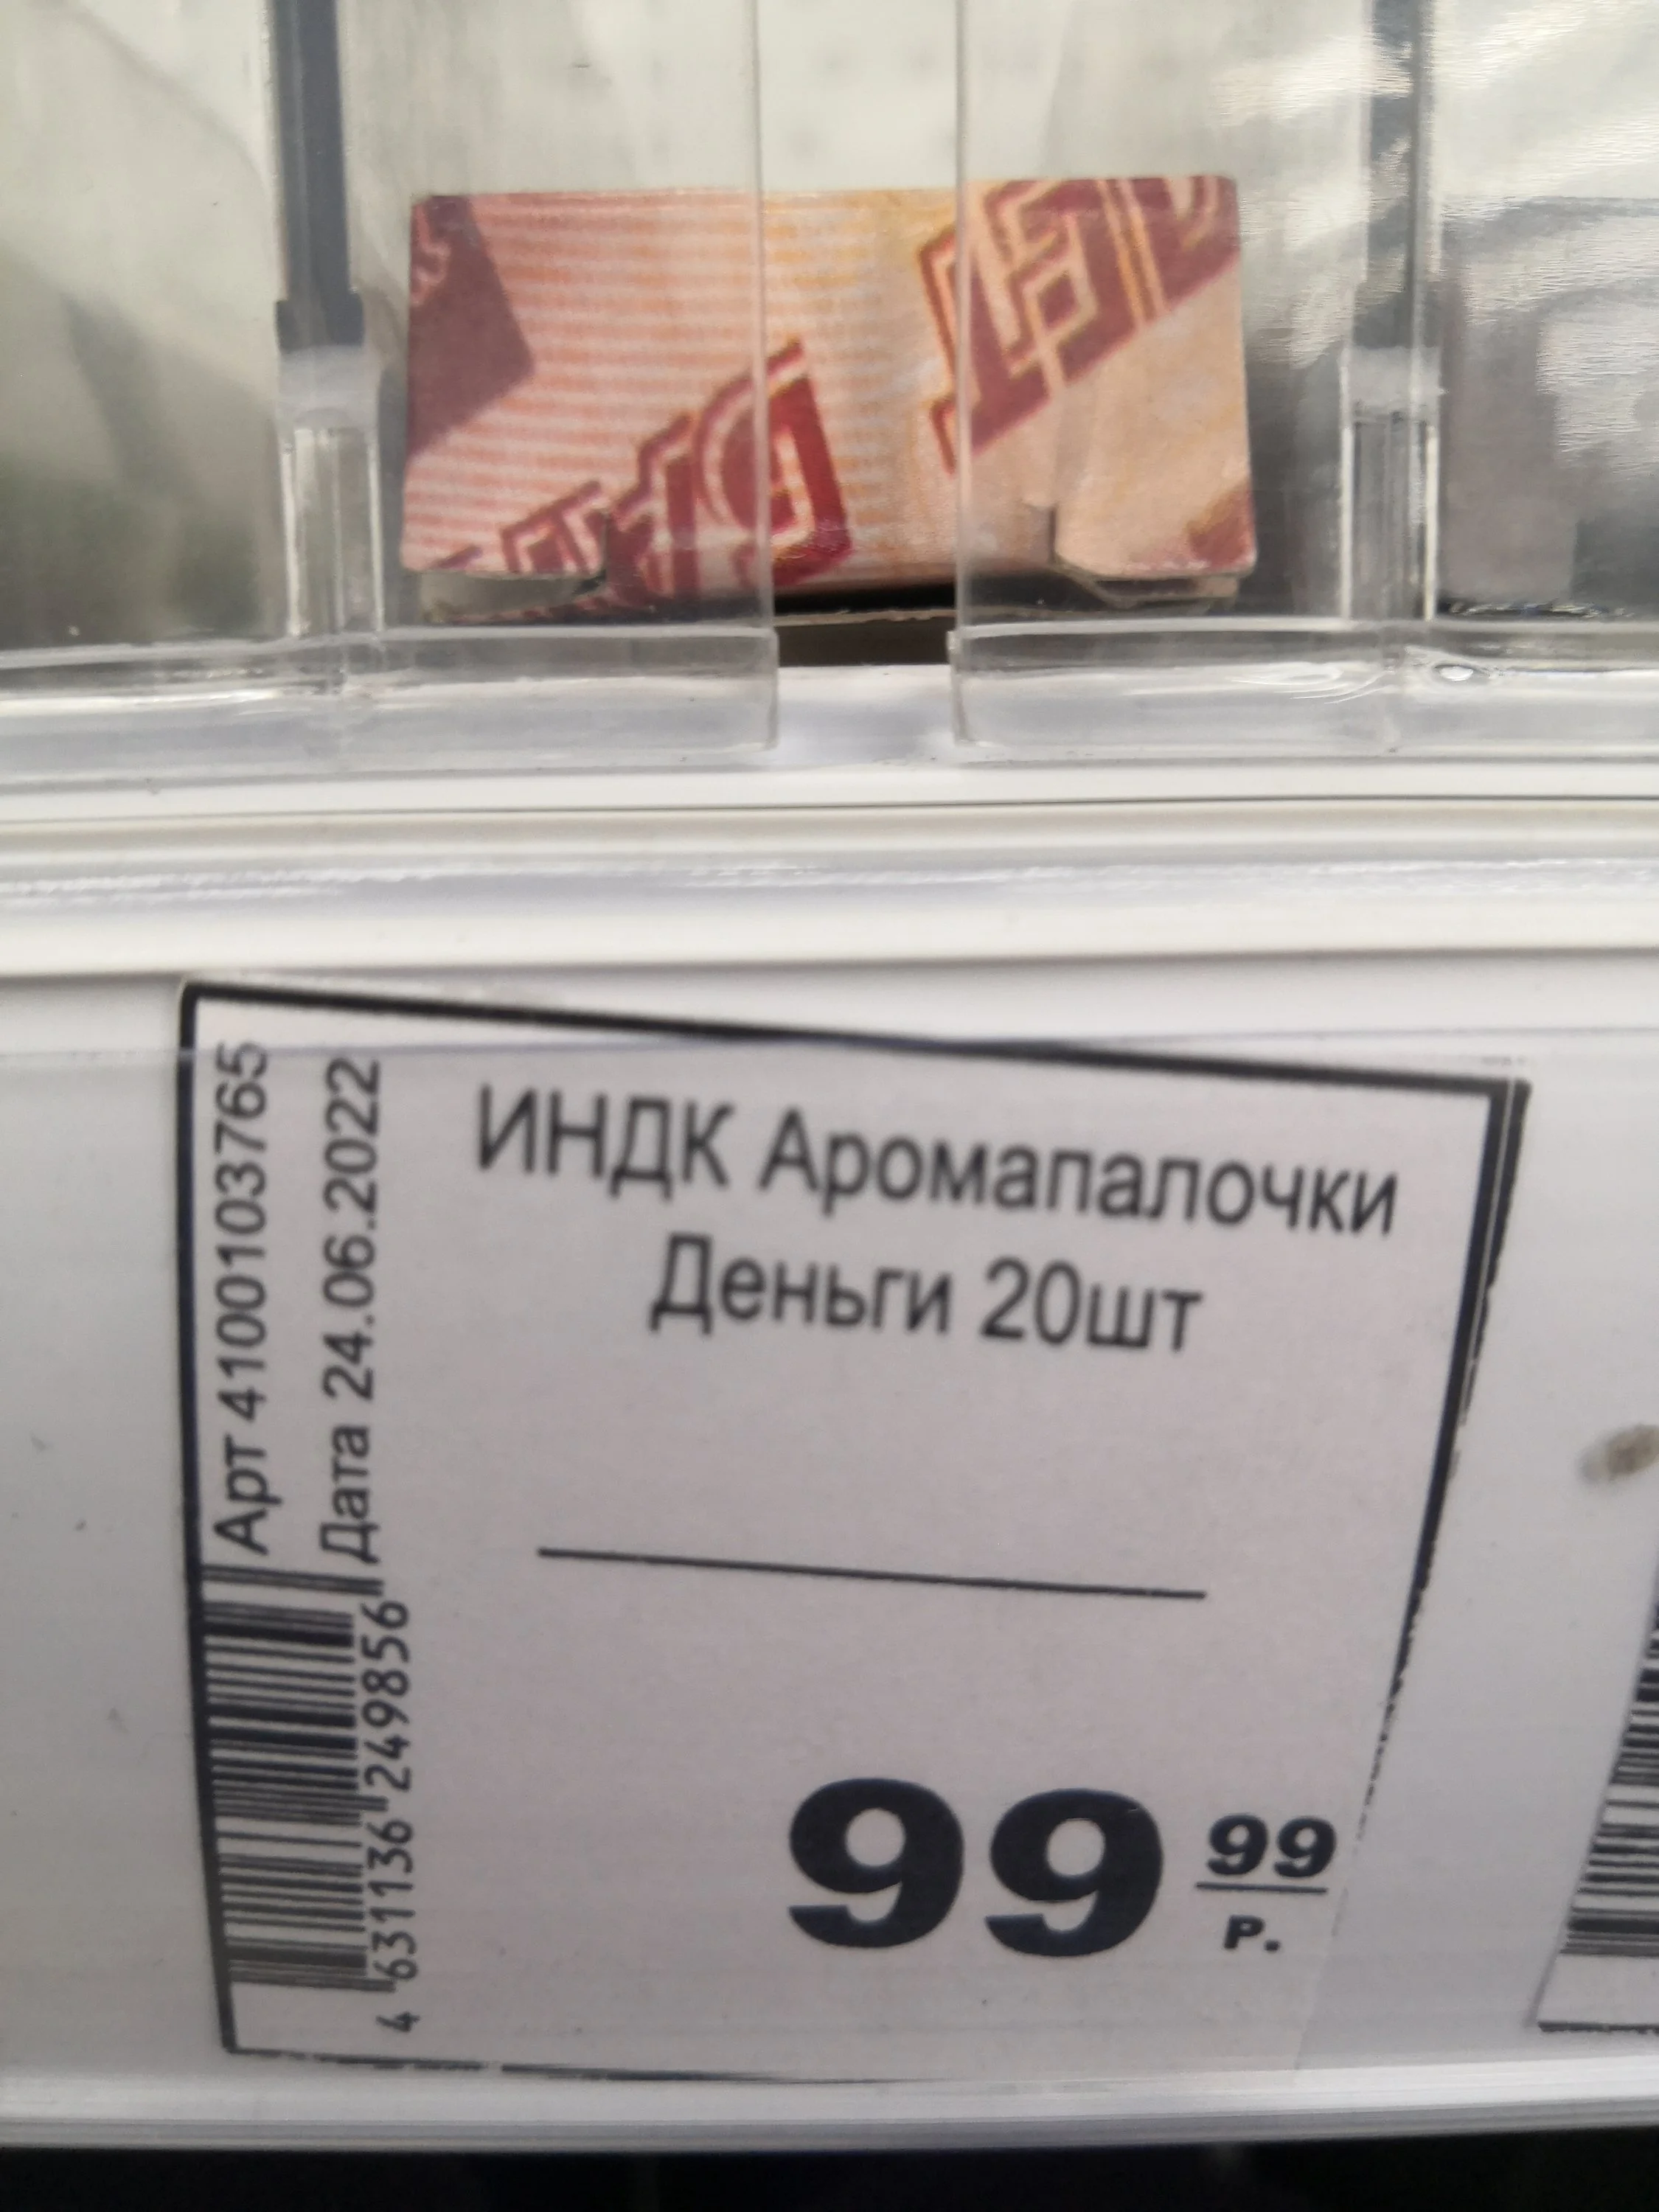 ИНДК Аромапалочки
Деньги 20шт
99 99
Р.
Арт 4100103765
Дата 24.06.2022
4 631136 249856